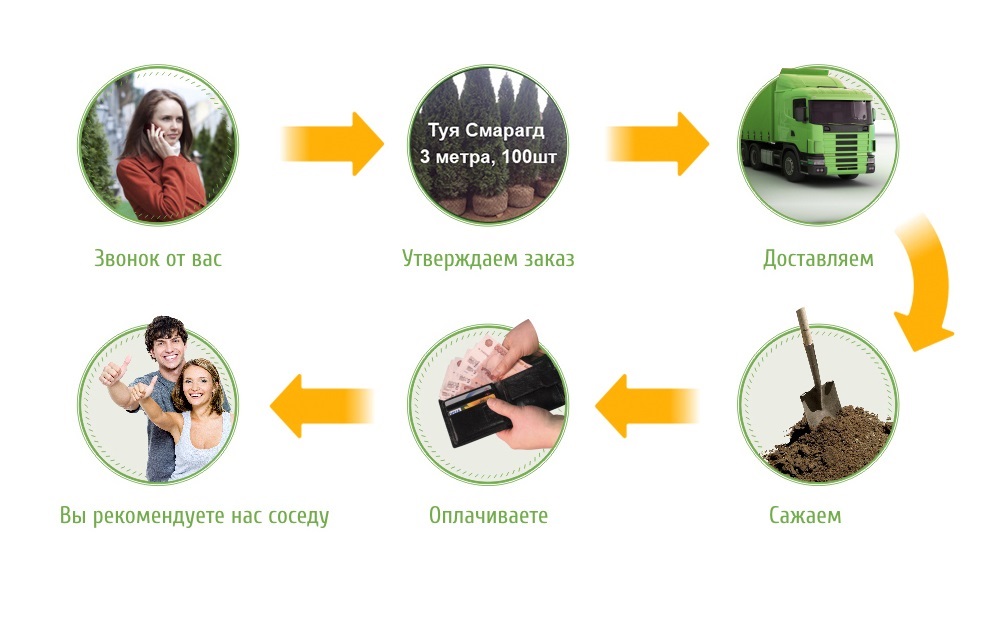 Туя Смарагд
3 метра, 100шт
Звонок от вас
Утверждаем заказ
Доставляем
Сажаем
Оплачиваете
Вы рекомендуете нас соседу